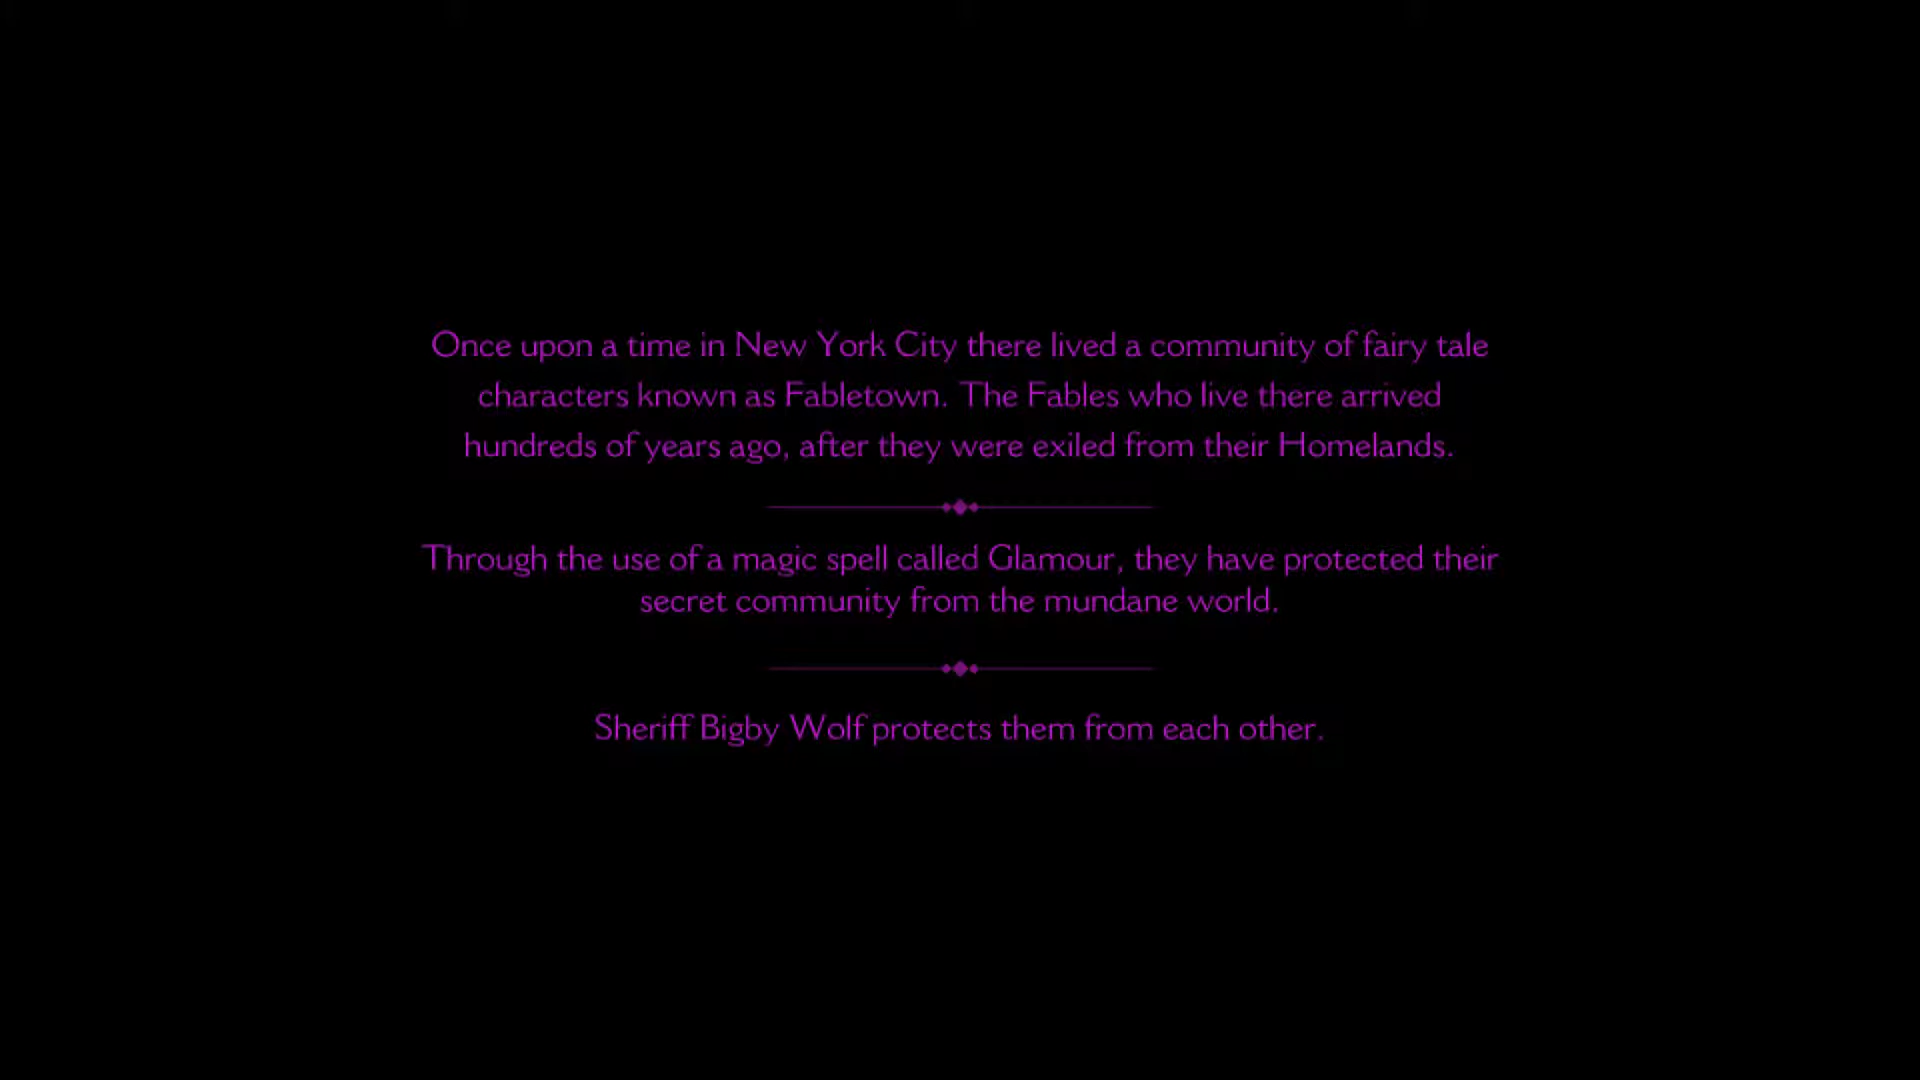 Once upon a time in New York City there lived a community of fairy tale
characters known as Fabletown. The Fables who live there arrived
hundreds of years ago, after they were exiled from their Homelands.
Through the use of a magic spell called Glamour, they have protected their
secret community from the mundane world.
Sheriff Bigby Wolf protects them from each other.